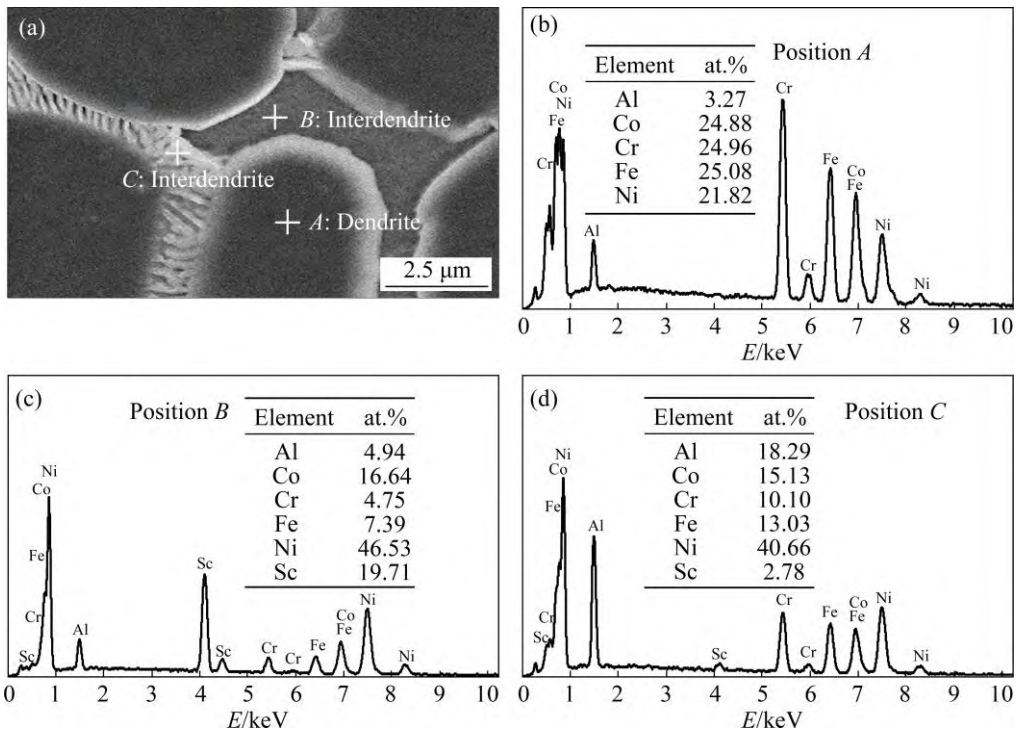 (a)
B: Interdendrite
C: Interdendrite
A: Dendrite
2.5 μm
(b)
Position A
Element at.%
Al 3.27
Co 24.88
Cr 24.96
Fe 25.08
Ni 21.82
Co
Ni
Fe
Cr
Al
Cr
Cr
Fe
Co
Fe
Ni
Ni
0 1 2 3 4 5 6 7 8 9 10
E/keV
(c)
Position B
Element at.%
Al 4.94
Co 16.64
Cr 4.75
Fe 7.39
Ni 46.53
Sc 19.71
Ni
Co
Fe
Cr
Sc
Al
Sc
Sc
Cr
Cr
Fe
Co
Fe
Ni
Ni
0 1 2 3 4 5 6 7 8 9 10
E/keV
(d)
Position C
Element at.%
Al 18.29
Co 15.13
Cr 10.10
Fe 13.03
Ni 40.66
Sc 2.78
Ni
Co
Fe
Cr
Sc
Al
Sc
Cr
Cr
Fe
Co
Fe
Ni
Ni
0 1 2 3 4 5 6 7 8 9 10
E/keV